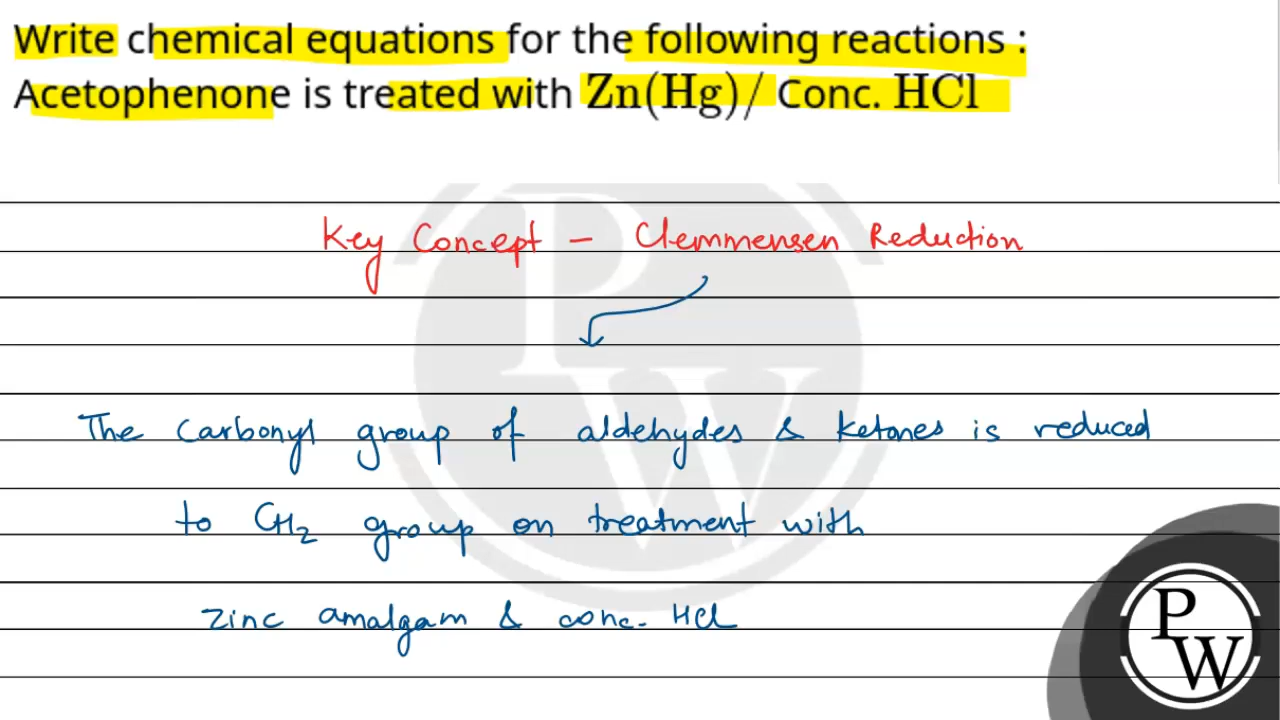 Write chemical equations for the following reactions :
Acetophenone is treated with Zn(Hg)/ Conc. HCl
Key Concept - Clemmensen Reduction
The carbonyl group of aldehydes & ketones is reduced
to CH₂ group on treatment with
Zinc amalgam & conc. HCl
P
W
P
W